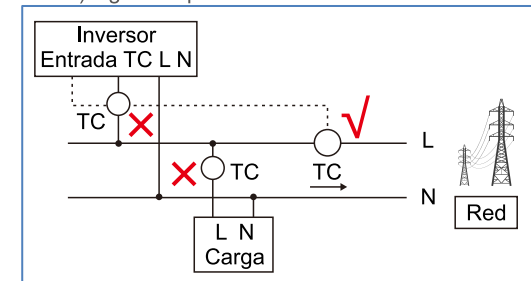 Inversor
Entrada TC L N
TC
L
TC
TC
N
Red
L N
Carga